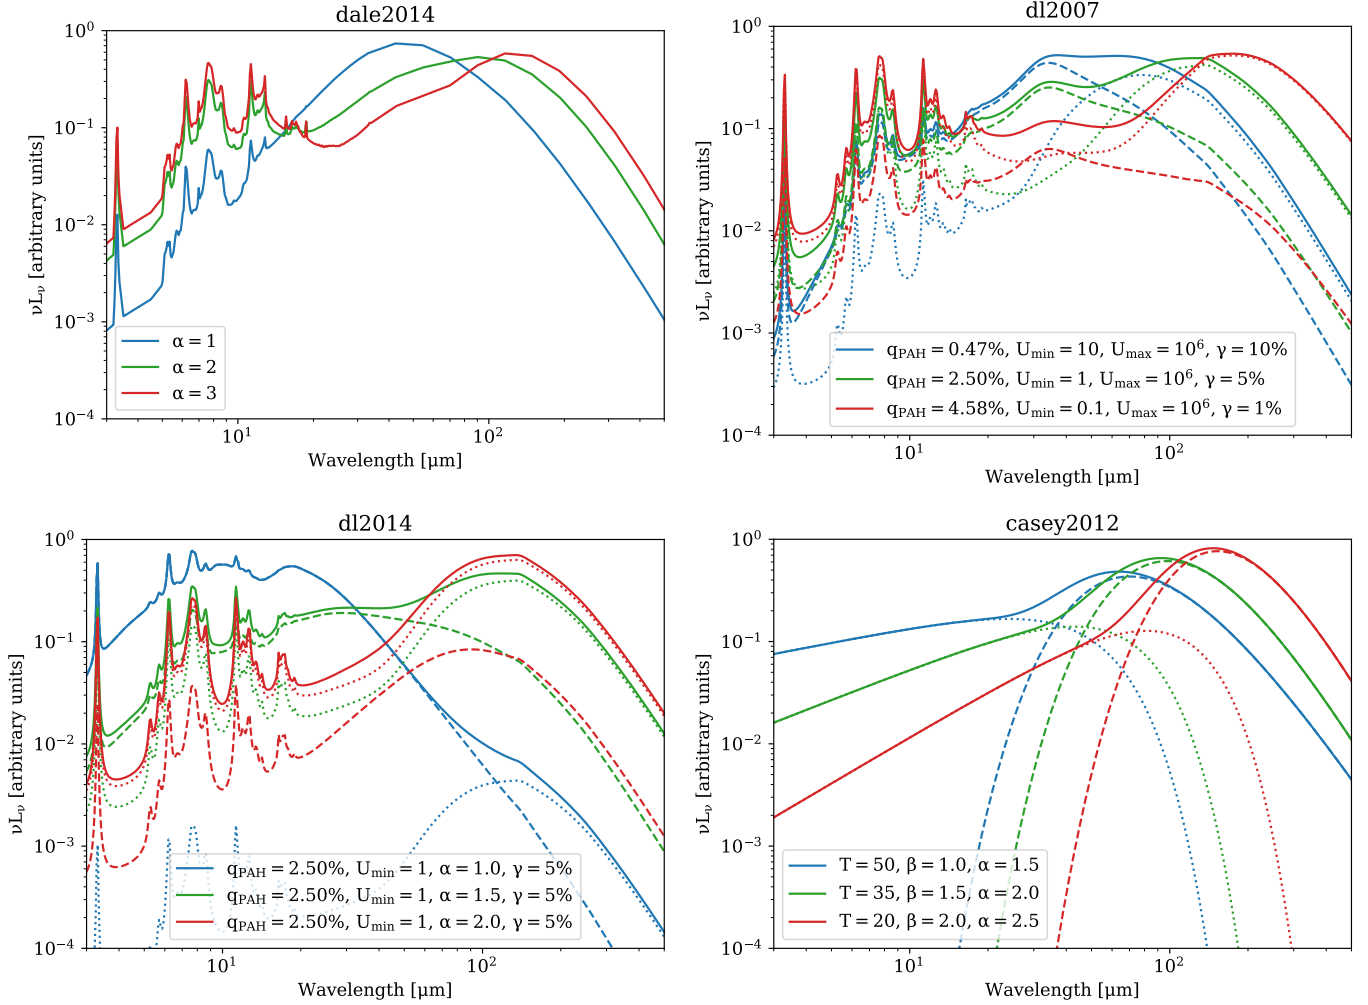 dale2014
10⁰
10⁻¹
10⁻²
10⁻³
10⁻⁴
νLᵥ [arbitrary units]
α = 1
α = 2
α = 3
10¹
10²
Wavelength [μm]
dl2007
10⁰
10⁻¹
10⁻²
10⁻³
10⁻⁴
νLᵥ [arbitrary units]
q_PAH = 0.47%, U_min = 10, U_max = 10⁶, γ = 10%
q_PAH = 2.50%, U_min = 1, U_max = 10⁶, γ = 5%
q_PAH = 4.58%, U_min = 0.1, U_max = 10⁶, γ = 1%
10¹
10²
Wavelength [μm]
dl2014
10⁰
10⁻¹
10⁻²
10⁻³
10⁻⁴
νLᵥ [arbitrary units]
q_PAH = 2.50%, U_min = 1, α = 1.0, γ = 5%
q_PAH = 2.50%, U_min = 1, α = 1.5, γ = 5%
q_PAH = 2.50%, U_min = 1, α = 2.0, γ = 5%
10¹
10²
Wavelength [μm]
casey2012
10⁰
10⁻¹
10⁻²
10⁻³
10⁻⁴
νLᵥ [arbitrary units]
T = 50, β = 1.0, α = 1.5
T = 35, β = 1.5, α = 2.0
T = 20, β = 2.0, α = 2.5
10¹
10²
Wavelength [μm]